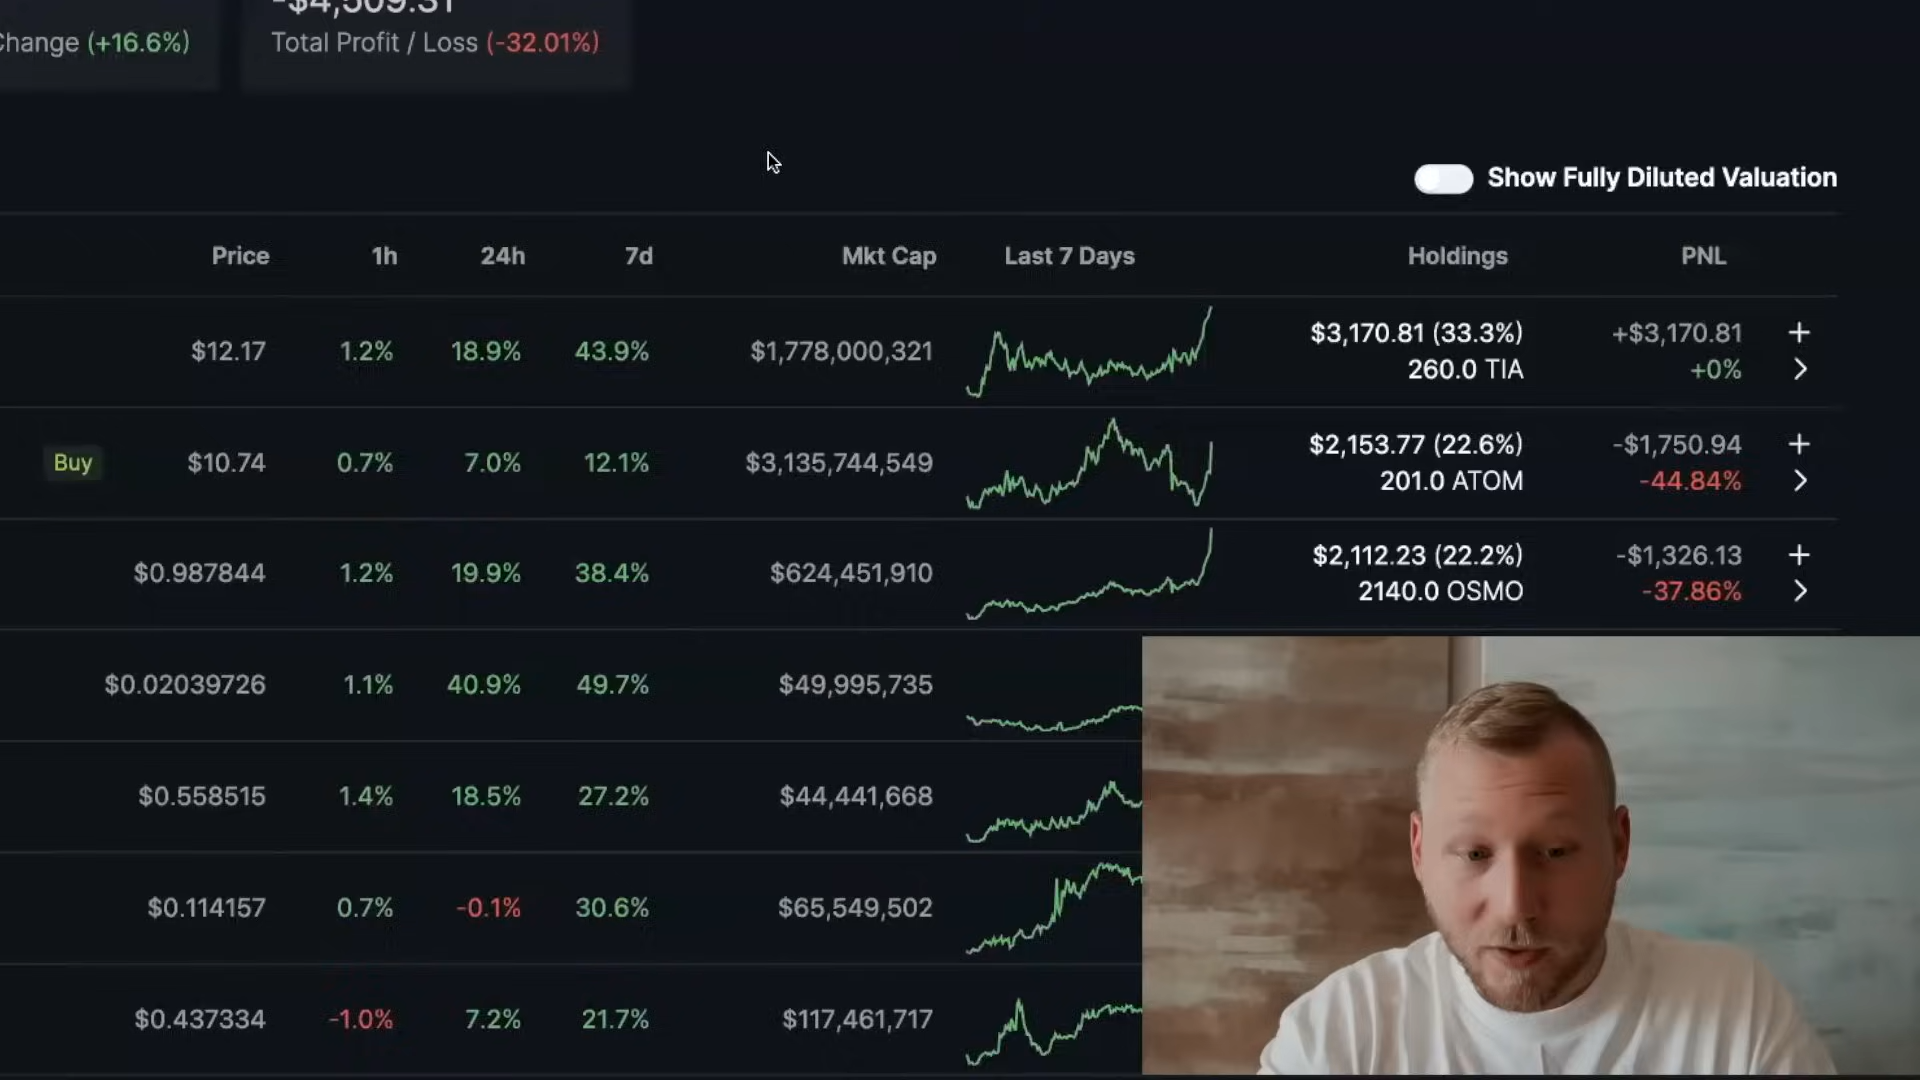 -$4,509.31
Change (+16.6%)
Total Profit / Loss (-32.01%)
Show Fully Diluted Valuation
Price 1h 24h 7d Mkt Cap Last 7 Days Holdings PNL
$12.17 1.2% 18.9% 43.9% $1,778,000,321 $3,170.81 (33.3%) +$3,170.81
260.0 TIA +0%
Buy $10.74 0.7% 7.0% 12.1% $3,135,744,549 $2,153.77 (22.6%) -$1,750.94
201.0 ATOM -44.84%
$0.987844 1.2% 19.9% 38.4% $624,451,910 $2,112.23 (22.2%) -$1,326.13
2140.0 OSMO -37.86%
$0.02039726 1.1% 40.9% 49.7% $49,995,735
$0.558515 1.4% 18.5% 27.2% $44,441,668
$0.114157 0.7% -0.1% 30.6% $65,549,502
$0.437334 -1.0% 7.2% 21.7% $117,461,717